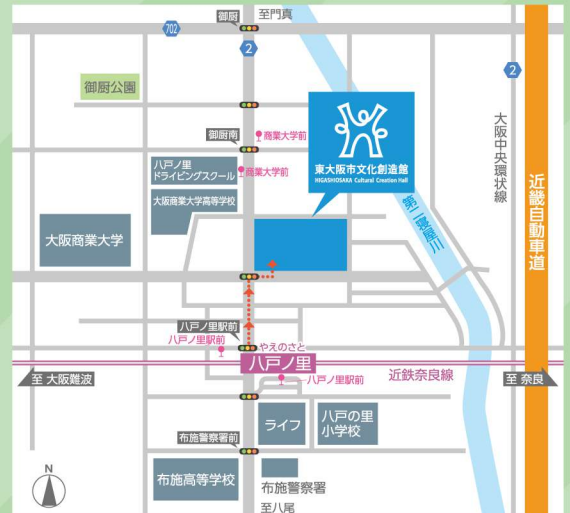 御厨
至門真
702
2
2
御厨公園
御厨南
商業大学前
商業大学前
八戸ノ里
ドライビングスクール
大阪商業大学高等学校
大阪商業大学
東大阪市文化創造館
HIGASHIOSAKA Cultural Creation Hall
大阪中央環状線
近畿自動車道
第二寝屋川
八戸ノ里駅前
八戸ノ里駅前
やえのさと
八戸ノ里
近鉄奈良線
至 大阪難波
至 奈良
八戸ノ里駅前
布施警察署前
ライフ
八戸の里
小学校
布施高等学校
布施警察署
至八尾
N